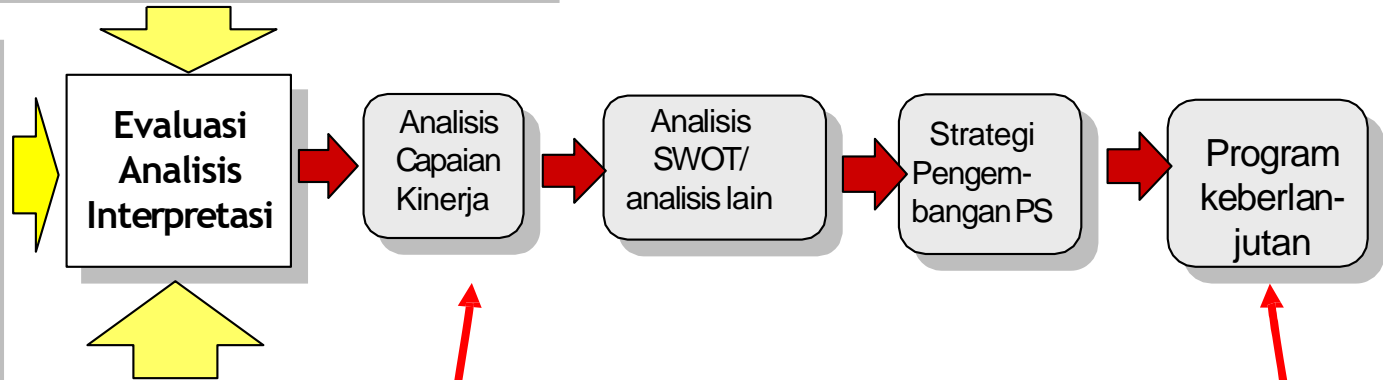 Evaluasi
Analisis
Interpretasi
Analisis
Capaian
Kinerja
Analisis
SWOT/
analisis lain
Strategi
Pengem-
bangan PS
Program
keberlan-
jutan